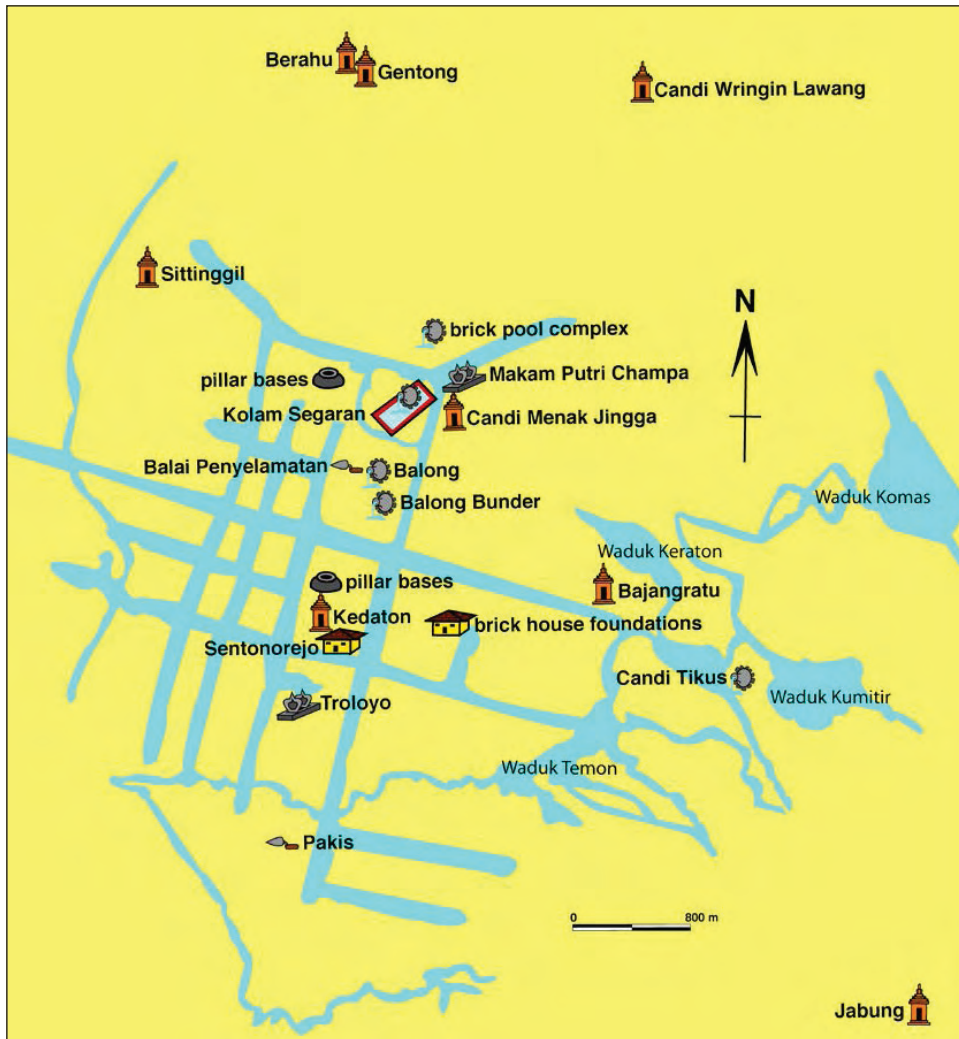 Berahu
Gentong
Candi Wringin Lawang
Sittinggil
N
brick pool complex
pillar bases
Makam Putri Champa
Kolam Segaran
Candi Menak Jingga
Balai Penyelamatan
Balong
Balong Bunder
Waduk Komas
Waduk Keraton
pillar bases
Bajangratu
Kedaton
brick house foundations
Sentonorejo
Candi Tikus
Waduk Kumitir
Troloyo
Waduk Temon
Pakis
0 800 m
Jabung